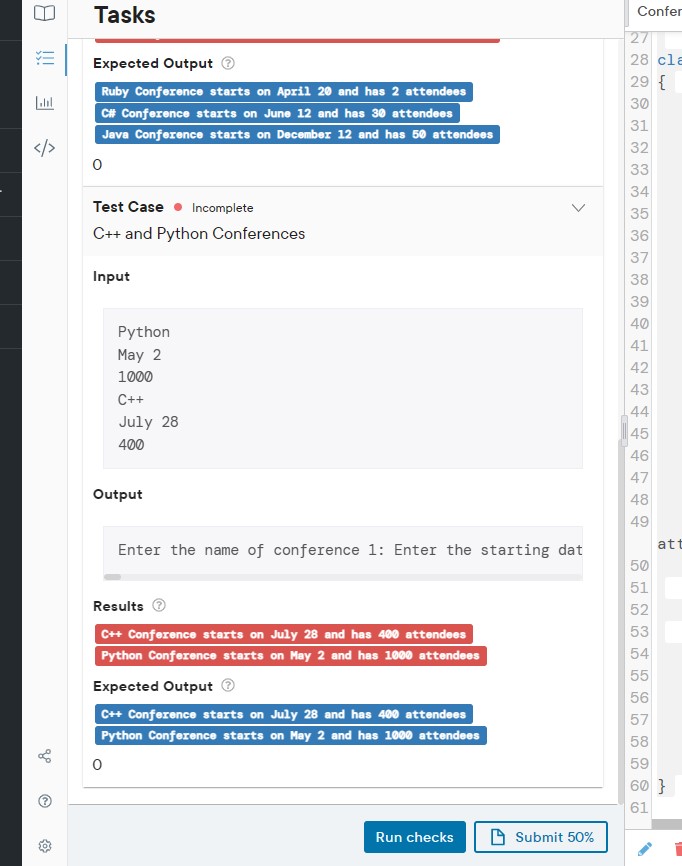 Tasks
Confer
Expected Output ?
Ruby Conference starts on April 20 and has 2 attendees
C# Conference starts on June 12 and has 30 attendees
Java Conference starts on December 12 and has 50 attendees
0
Test Case Incomplete
C++ and Python Conferences
Input
Python
May 2
1000
C++
July 28
400
Output
Enter the name of conference 1: Enter the starting dat
Results ?
C++ Conference starts on July 28 and has 400 attendees
Python Conference starts on May 2 and has 1000 attendees
Expected Output ?
C++ Conference starts on July 28 and has 400 attendees
Python Conference starts on May 2 and has 1000 attendees
0
Run checks Submit 50%
27
28 cla
29 {
30
31
32
33
34
35
36
37
38
39
40
41
42
43
44
45
46
47
48
49
att
50
51
52
53
54
55
56
57
58
59
60 }
61